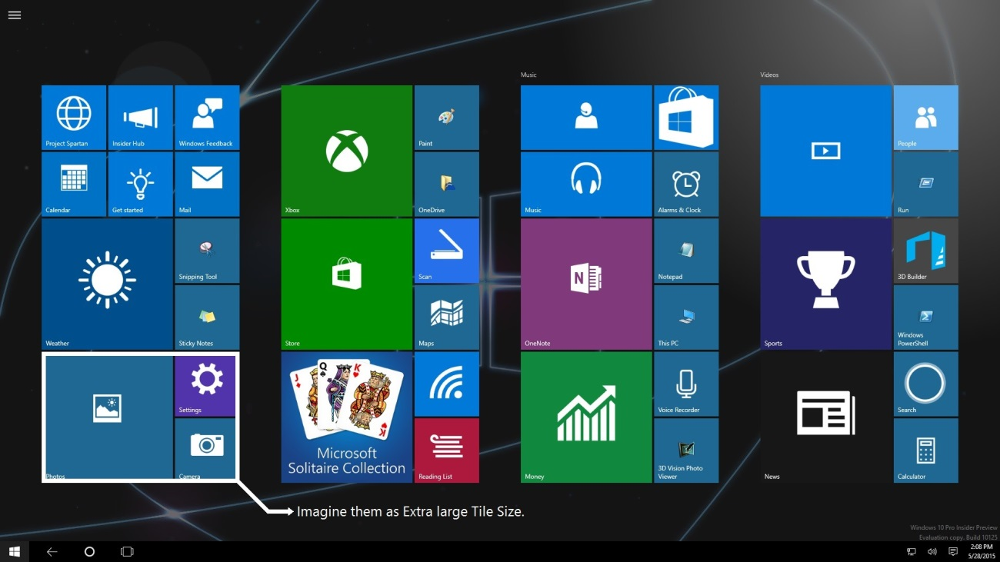 Music
Videos
Project Spartan
Insider Hub
Windows Feedback
Calendar
Get started
Mail
Weather
Snipping Tool
Sticky Notes
Photos
Settings
Camera
Xbox
Paint
OneDrive
Store
Scan
Maps
J
Q
K
K
Microsoft
Solitaire Collection
Reading List
Music
Alarms & Clock
N
OneNote
Notepad
This PC
Money
Voice Recorder
3D Vision Photo
Viewer
People
Run
Sports
3D Builder
Windows
PowerShell
News
Search
Calculator
Imagine them as Extra large Tile Size.
Windows 10 Pro Insider Preview
Evaluation copy. Build 10125
2:08 PM
5/28/2015